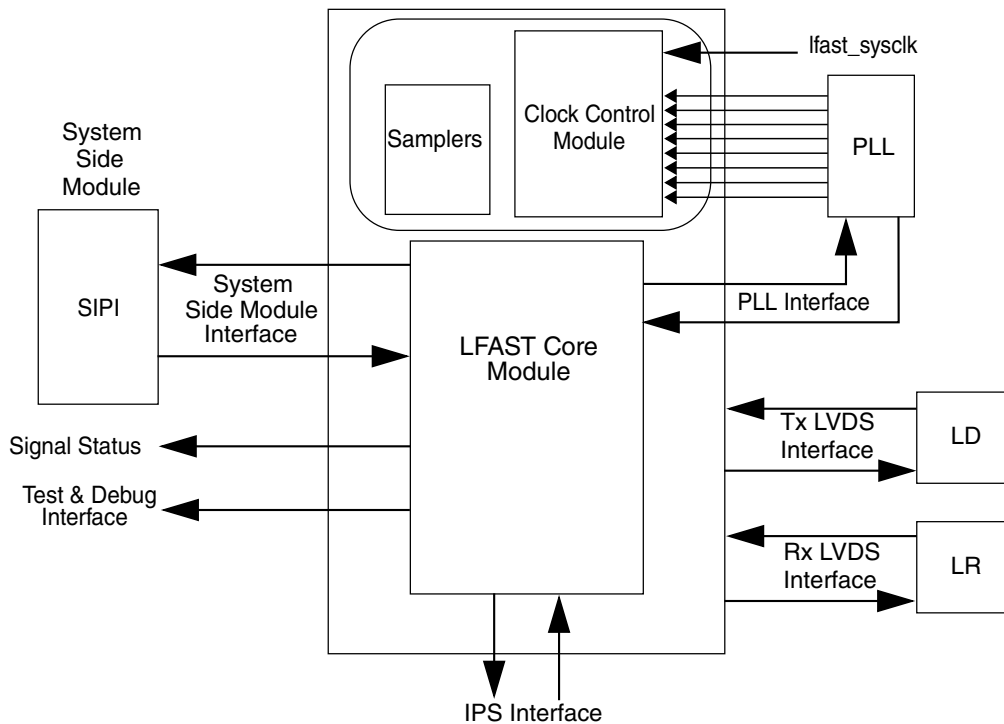 lfast_sysclk
Clock Control
Module
Samplers
PLL
System
Side
Module
SIPI
System
Side Module
Interface
PLL Interface
LFAST Core
Module
Tx LVDS
Interface
LD
Signal Status
Test & Debug
Interface
Rx LVDS
Interface
LR
IPS Interface